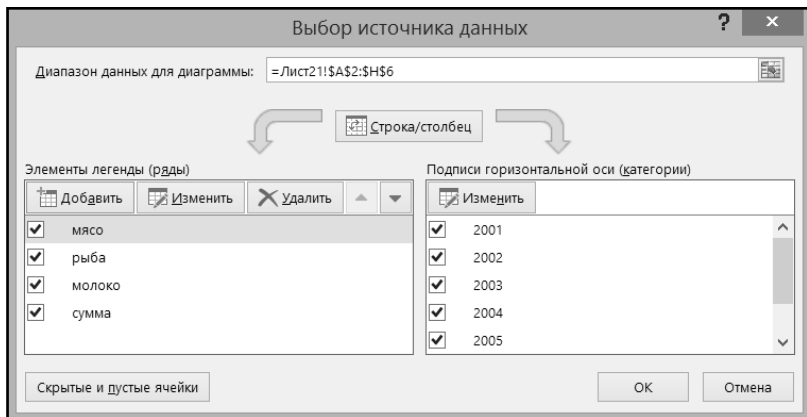 Выбор источника данных
?
×
Диапазон данных для диаграммы:
=Лист21!$A$2:$H$6
Строка/столбец
Элементы легенды (ряды)
Добавить
Изменить
Удалить
мясо
рыба
молоко
сумма
Подписи горизонтальной оси (категории)
Изменить
2001
2002
2003
2004
2005
Скрытые и пустые ячейки
ОК
Отмена